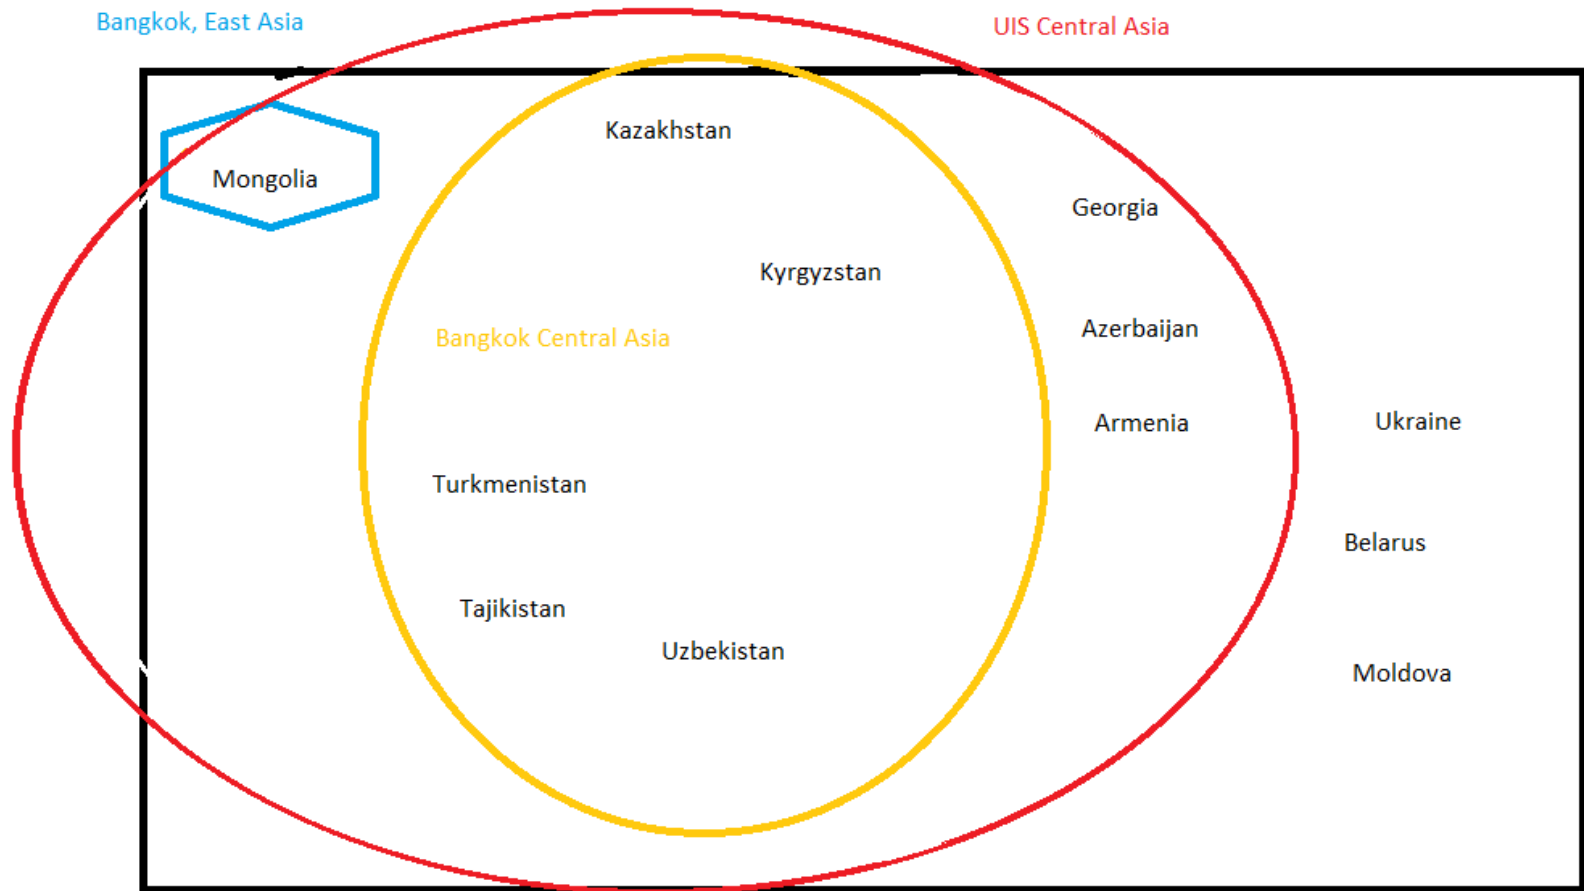 Bangkok, East Asia
UIS Central Asia
Kazakhstan
Mongolia
Georgia
Kyrgyzstan
Azerbaijan
Bangkok Central Asia
Armenia
Ukraine
Turkmenistan
Belarus
Tajikistan
Uzbekistan
Moldova